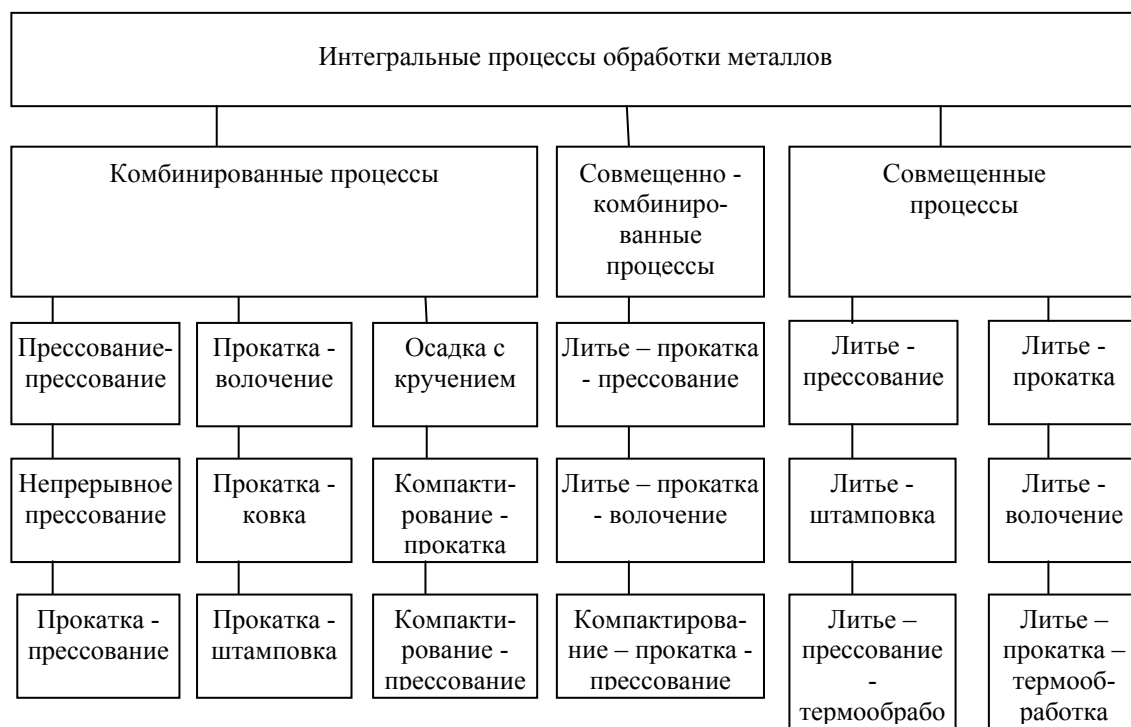 Интегральные процессы обработки металлов
Комбинированные процессы
Совмещенно -
комбиниро-
ванные
процессы
Совмещенные
процессы
Прессование-
прессование
Прокатка -
волочение
Осадка с
кручением
Литье – прокатка
- прессование
Литье -
прессование
Литье -
прокатка
Непрерывное
прессование
Прокатка -
ковка
Компакти-
рование -
прокатка
Литье – прокатка
- волочение
Литье -
штамповка
Литье -
волочение
Прокатка -
прессование
Прокатка -
штамповка
Компакти-
рование -
прессование
Компактирова-
ние – прокатка -
прессование
Литье –
прессование
-
термообрабо
Литье –
прокатка –
термооб-
работка